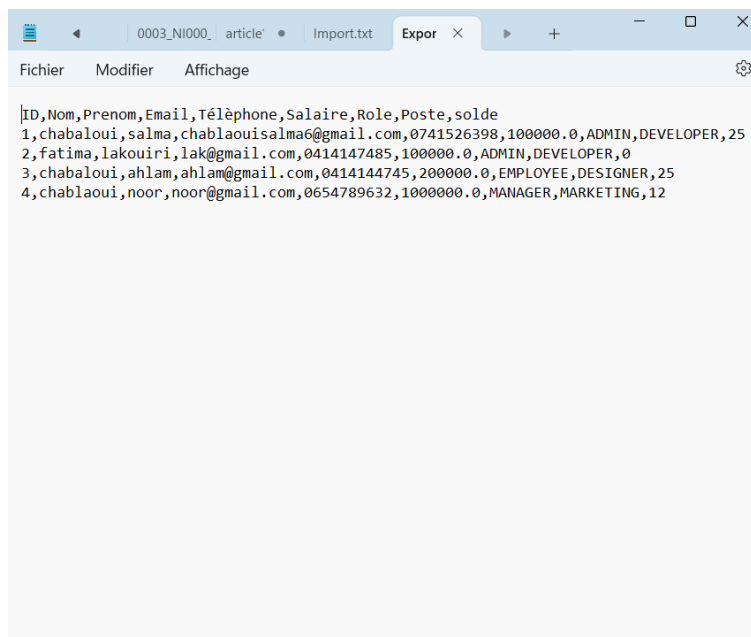 0003_NI000_ article' Import.txt Expor
Fichier Modifier Affichage
ID,Nom,Prenom,Email,Télèphone,Salaire,Role,Poste,solde
1,chabaloui,salma,chablaouisalma6@gmail.com,0741526398,100000.0,ADMIN,DEVELOPER,25
2,fatima,lakouiri,lak@gmail.com,0414147485,100000.0,ADMIN,DEVELOPER,0
3,chabaloui,ahlam,ahlam@gmail.com,0414144745,200000.0,EMPLOYEE,DESIGNER,25
4,chablaoui,noor,noor@gmail.com,0654789632,1000000.0,MANAGER,MARKETING,12